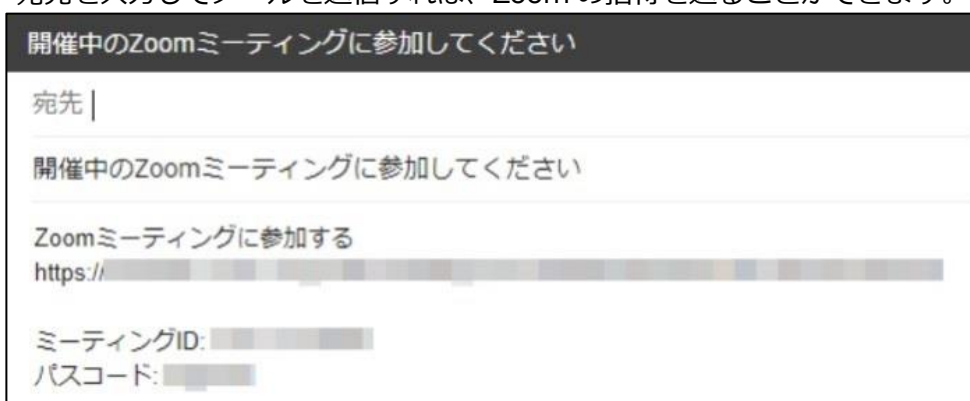 宛先を入力してメールを送信すれば、Zoomの招待を送ることができます。
開催中のZoomミーティングに参加してください
宛先
開催中のZoomミーティングに参加してください
Zoomミーティングに参加する
https://
ミーティングID:
パスコード: